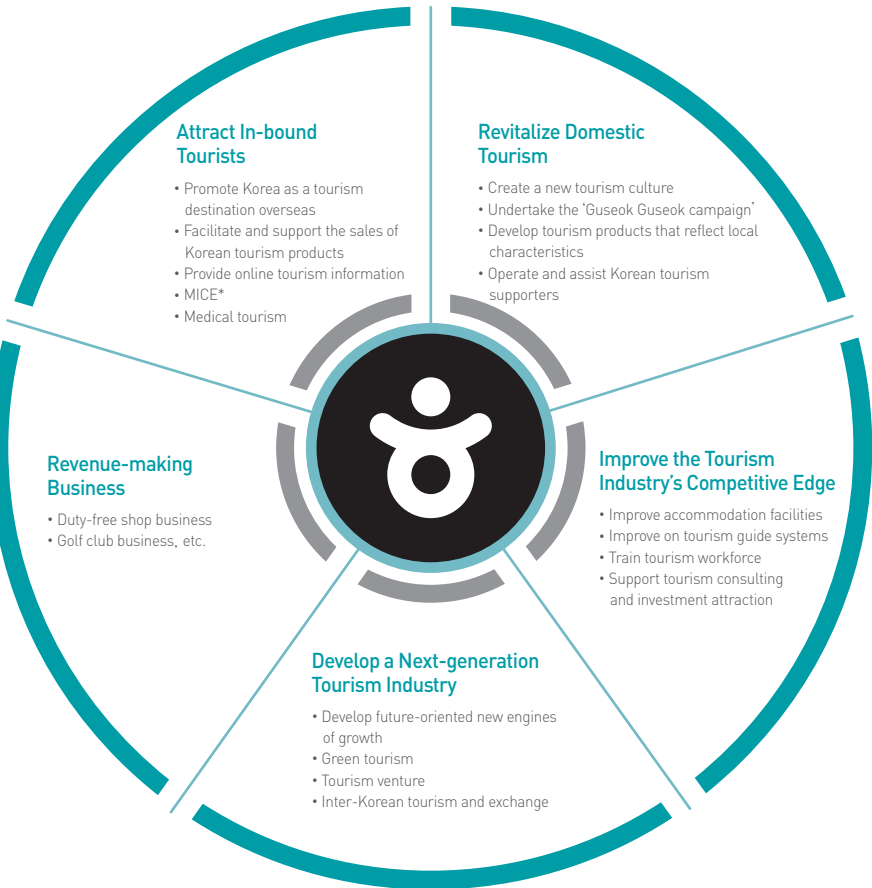 Attract In-bound
Tourists
• Promote Korea as a tourism
destination overseas
• Facilitate and support the sales of
Korean tourism products
• Provide online tourism information
• MICE*
• Medical tourism
Revitalize Domestic
Tourism
• Create a new tourism culture
• Undertake the ‘Guseok Guseok campaign’
• Develop tourism products that reflect local
characteristics
• Operate and assist Korean tourism
supporters
Improve the Tourism
Industry’s Competitive Edge
• Improve accommodation facilities
• Improve on tourism guide systems
• Train tourism workforce
• Support tourism consulting
and investment attraction
Develop a Next-generation
Tourism Industry
• Develop future-oriented new engines
of growth
• Green tourism
• Tourism venture
• Inter-Korean tourism and exchange
Revenue-making
Business
• Duty-free shop business
• Golf club business, etc.